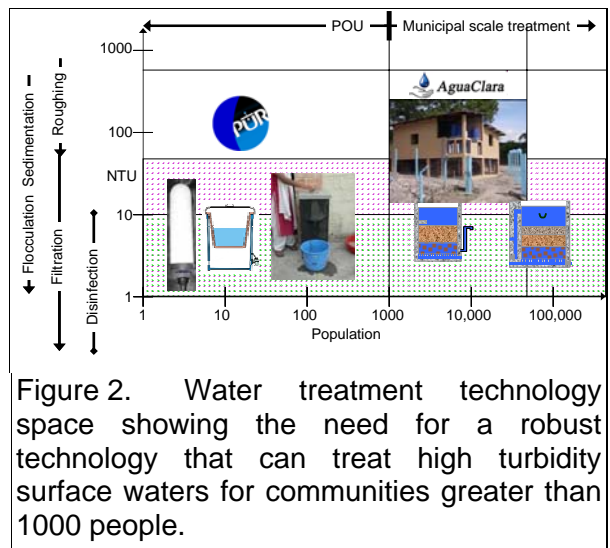 POU Municipal scale treatment
1000
AguaClara
PUR
100
NTU
10
1
1 10 100 1000 10,000 100,000
Population
Flocculation Sedimentation
Roughing
Filtration
Disinfection
Figure 2. Water treatment technology
space showing the need for a robust
technology that can treat high turbidity
surface waters for communities greater than
1000 people.